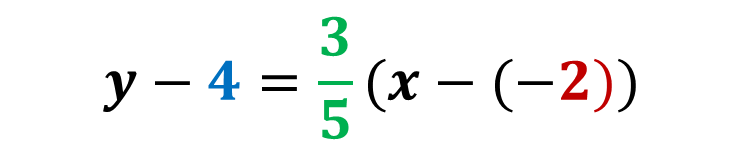 y − 4 = 3/5 (x − (−2))